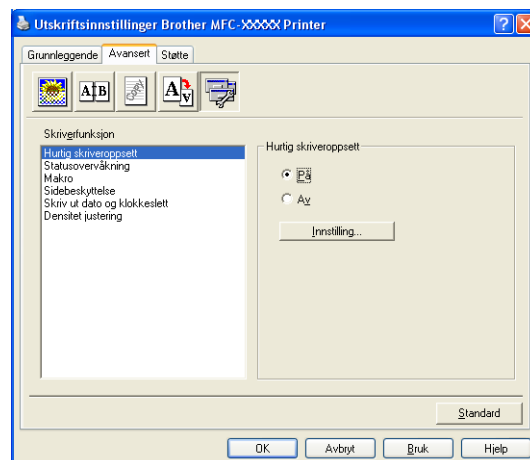 Utskriftsinnstillinger Brother MFC-XXXXX Printer
Grunnleggende Avansert Støtte
A B
A A
Skriverfunksjon
Hurtig skriveroppsett
Statusovervåkning
Makro
Sidebeskyttelse
Skriv ut dato og klokkeslett
Densitet justering
Hurtig skriveroppsett
På
Av
Innstilling...
Standard
OK Avbryt Bruk Hjelp